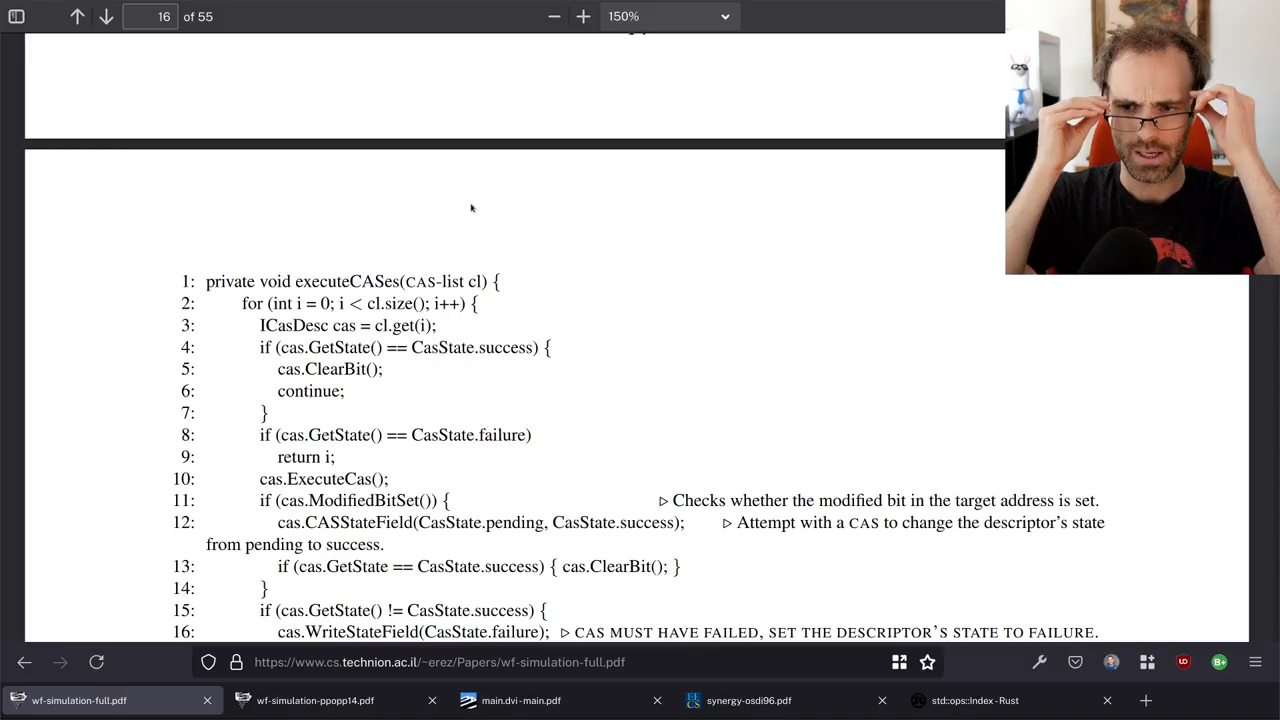 16 of 55
150%
1: private void executeCASes(CAS-list cl) {
2: for (int i = 0; i < cl.size(); i++) {
3: ICasDesc cas = cl.get(i);
4: if (cas.GetState() == CasState.success) {
5: cas.ClearBit();
6: continue;
7: }
8: if (cas.GetState() == CasState.failure)
9: return i;
10: cas.ExecuteCas();
11: if (cas.ModifiedBitSet()) { ▷ Checks whether the modified bit in the target address is set.
12: cas.CASStateField(CasState.pending, CasState.success); ▷ Attempt with a CAS to change the descriptor's state
from pending to success.
13: if (cas.GetState == CasState.success) { cas.ClearBit(); }
14: }
15: if (cas.GetState() != CasState.success) {
16: cas.WriteStateField(CasState.failure); ▷ CAS MUST HAVE FAILED, SET THE DESCRIPTOR'S STATE TO FAILURE.
https://www.cs.technion.ac.il/~erez/Papers/wf-simulation-full.pdf
wf-simulation-full.pdf
wf-simulation-ppopp14.pdf
main.dvi - main.pdf
synergy-osdi96.pdf
std::ops::Index - Rust